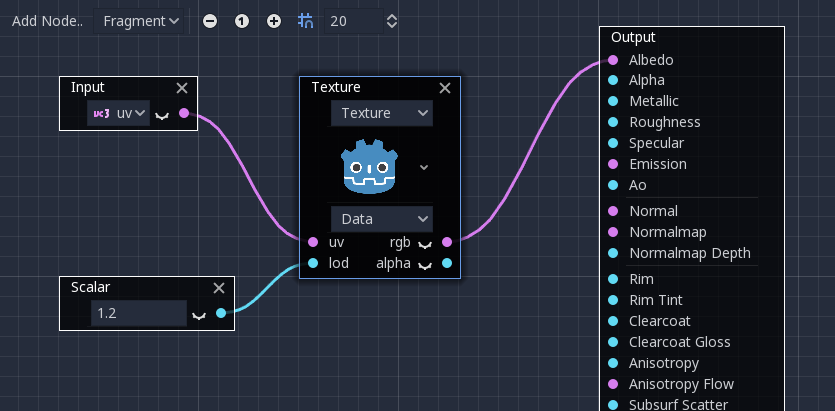 Add Node.. Fragment 1 20
Output
Input
Texture
Albedo
Alpha
Metallic
Roughness
Specular
Emission
Ao
Normal
Normalmap
Normalmap Depth
Rim
Rim Tint
Clearcoat
Clearcoat Gloss
Anisotropy
Anisotropy Flow
Subsurf Scatter
vc3 uv
Texture
Data
uv rgb
lod alpha
Scalar
1.2